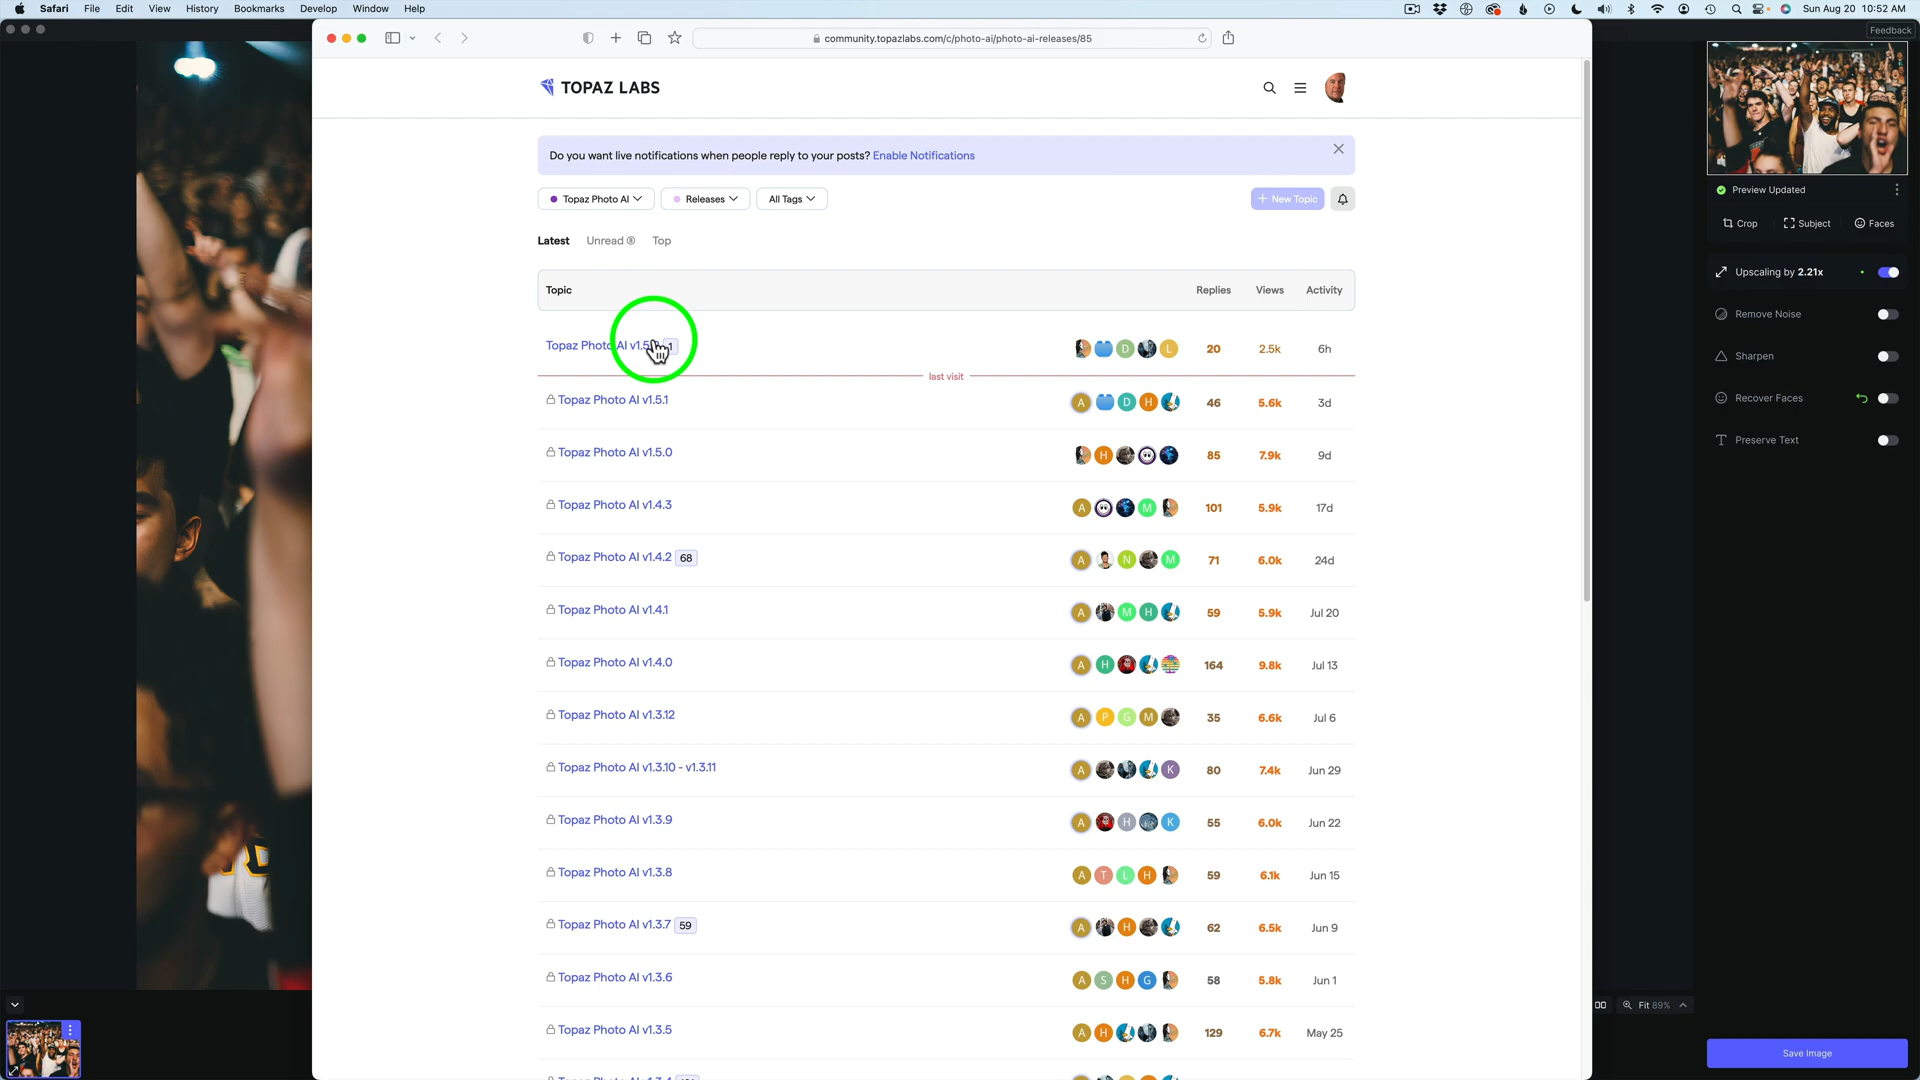 Safari File Edit View History Bookmarks Develop Window Help Sun Aug 20 10:52 AM
Feedback
community.topazlabs.com/c/photo-ai/photo-ai-releases/85
TOPAZ LABS
Do you want live notifications when people reply to your posts? Enable Notifications
Topaz Photo AI Releases All Tags + New Topic
Latest Unread 8 Top
Topic Replies Views Activity
Topaz Photo AI v1.5 1 D L 20 2.5k 6h
last visit
Topaz Photo AI v1.5.1 A D H 46 5.6k 3d
Topaz Photo AI v1.5.0 H 85 7.9k 9d
Topaz Photo AI v1.4.3 A M 101 5.9k 17d
Topaz Photo AI v1.4.2 68 A N M 71 6.0k 24d
Topaz Photo AI v1.4.1 A M H 59 5.9k Jul 20
Topaz Photo AI v1.4.0 A H 164 9.8k Jul 13
Topaz Photo AI v1.3.12 A P G M 35 6.6k Jul 6
Topaz Photo AI v1.3.10 - v1.3.11 A K 80 7.4k Jun 29
Topaz Photo AI v1.3.9 A H K 55 6.0k Jun 22
Topaz Photo AI v1.3.8 A T L H 59 6.1k Jun 15
Topaz Photo AI v1.3.7 59 A H 62 6.5k Jun 9
Topaz Photo AI v1.3.6 A S H G 58 5.8k Jun 1
Topaz Photo AI v1.3.5 A H 129 6.7k May 25
Preview Updated
Crop Subject Faces
Upscaling by 2.21x
Remove Noise
Sharpen
Recover Faces
Preserve Text
Fit 89%
Save Image